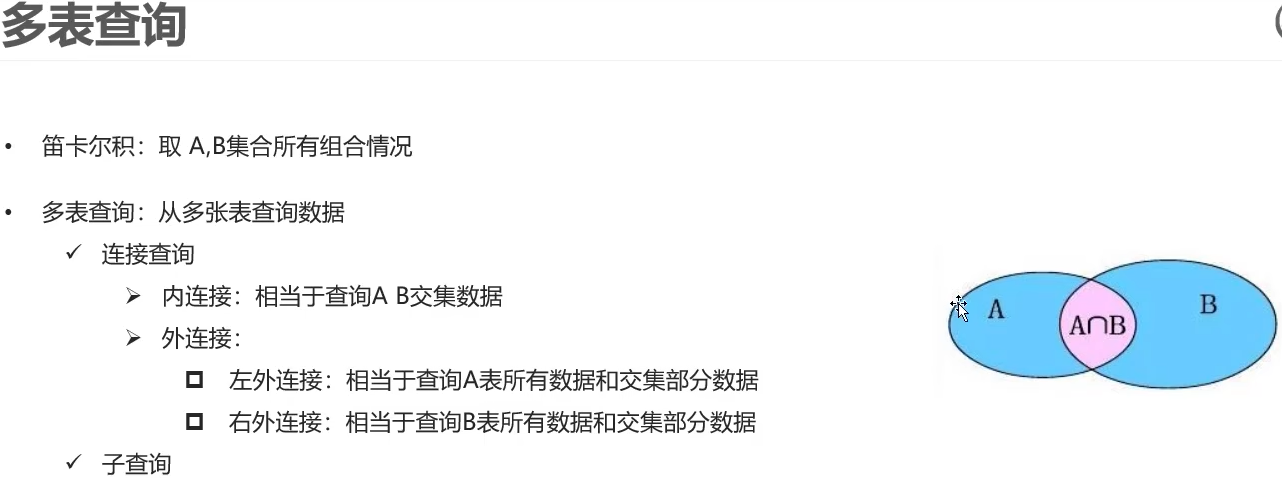 多表查询
• 笛卡尔积：取 A,B集合所有组合情况
• 多表查询：从多张表查询数据
✓ 连接查询
➢ 内连接：相当于查询A B交集数据
➢ 外连接：
左外连接：相当于查询A表所有数据和交集部分数据
右外连接：相当于查询B表所有数据和交集部分数据
✓ 子查询
A
A∩B
B